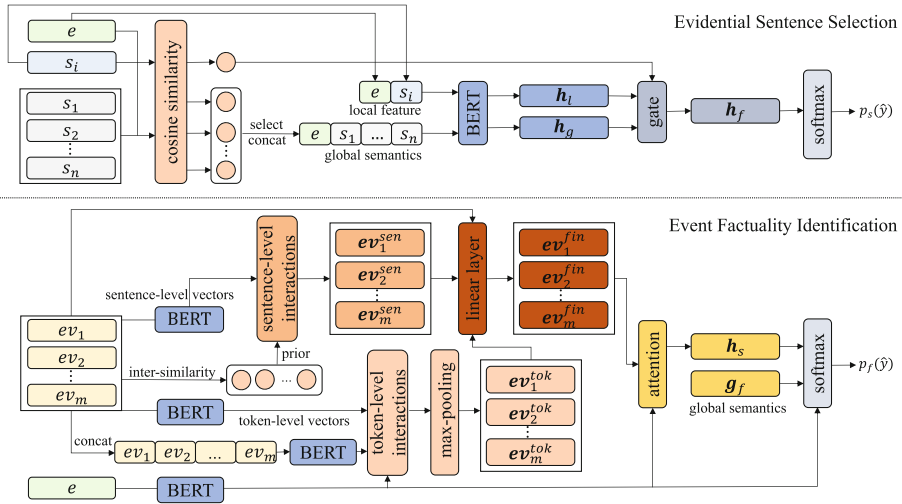 Evidential Sentence Selection
e
s_i
s_1
s_2
⋮
s_n
cosine similarity
select
concat
e s_i
local feature
e s_1 ... s_n
global semantics
BERT
h_l
h_g
gate
h_f
softmax
p_s(ŷ)
Event Factuality Identification
sentence-level vectors
BERT
sentence-level
interactions
ev_1^{sen}
ev_2^{sen}
⋮
ev_m^{sen}
linear layer
ev_1^{fin}
ev_2^{fin}
⋮
ev_m^{fin}
ev_1
ev_2
⋮
ev_m
inter-similarity
...
prior
BERT
token-level vectors
token-level
interactions
max-pooling
ev_1^{tok}
ev_2^{tok}
⋮
ev_m^{tok}
concat
ev_1 ev_2 ... ev_m
BERT
e
BERT
attention
h_s
g_f
global semantics
softmax
p_f(ŷ)